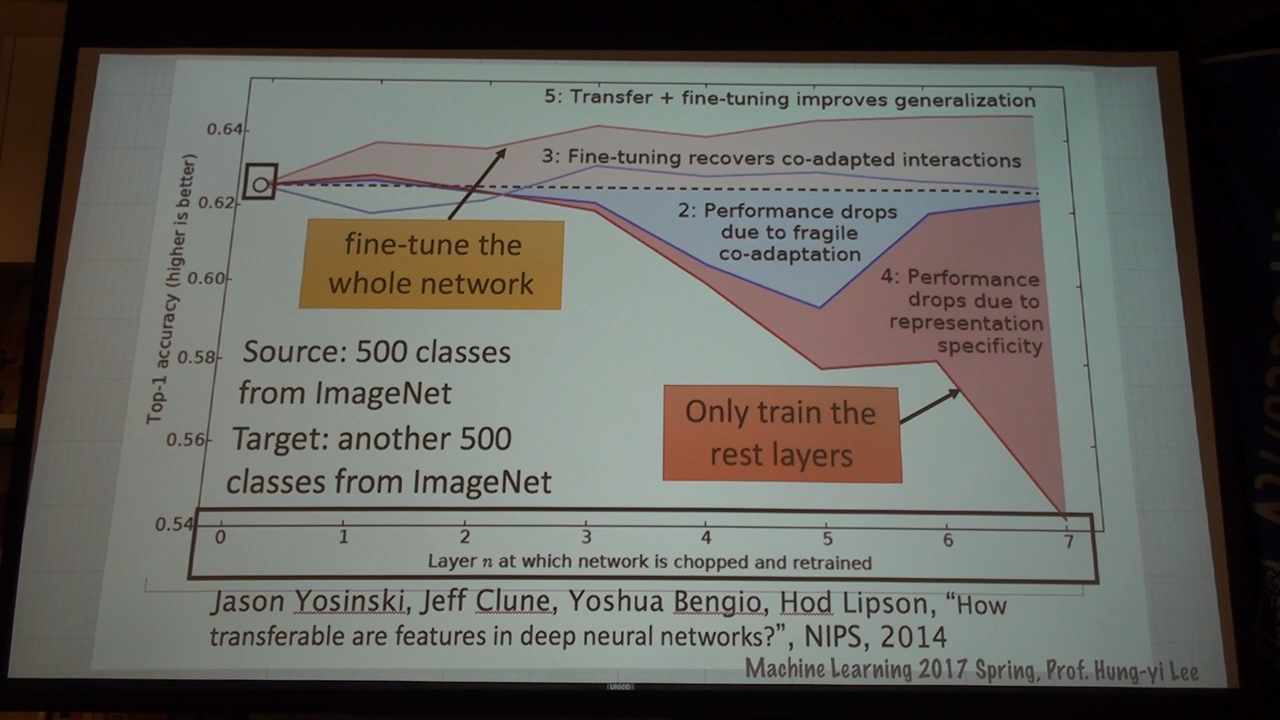 5: Transfer + fine-tuning improves generalization
0.64
3: Fine-tuning recovers co-adapted interactions
0.62
2: Performance drops
due to fragile
co-adaptation
fine-tune the
whole network
0.60
4: Performance
drops due to
representation
specificity
Top-1 accuracy (higher is better)
Source: 500 classes
from ImageNet
0.58
Only train the
rest layers
Target: another 500
classes from ImageNet
0.56
0.54
0 1 2 3 4 5 6 7
Layer n at which network is chopped and retrained
Jason Yosinski, Jeff Clune, Yoshua Bengio, Hod Lipson, “How
transferable are features in deep neural networks?”, NIPS, 2014
Machine Learning 2017 Spring, Prof. Hung-yi Lee